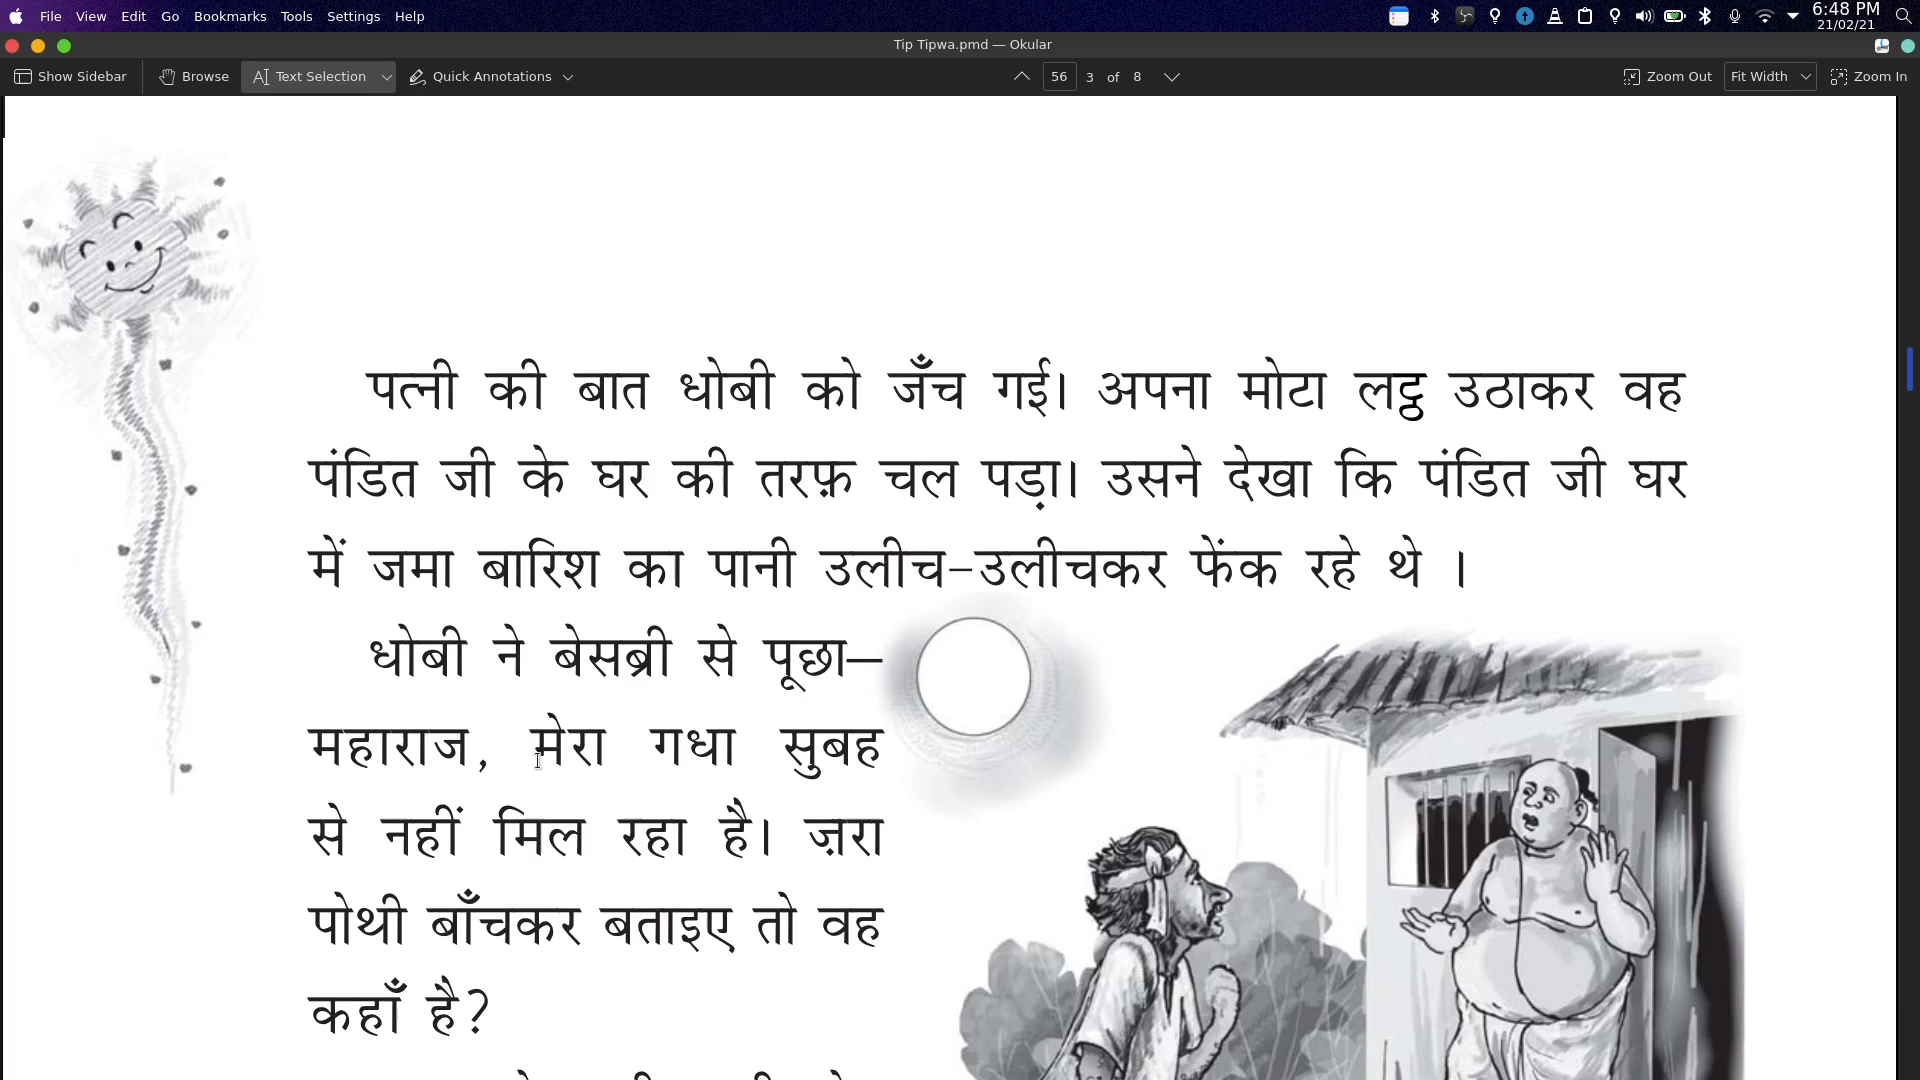 File View Edit Go Bookmarks Tools Settings Help
6:48 PM
21/02/21
Tip Tipwa.pmd — Okular
Show Sidebar Browse Text Selection Quick Annotations 56 3 of 8 Zoom Out Fit Width Zoom In
पत्नी की बात धोबी को जँच गई। अपना मोटा लट्ठ उठाकर वह
पंडित जी के घर की तरफ़ चल पड़ा। उसने देखा कि पंडित जी घर
में जमा बारिश का पानी उलीच-उलीचकर फेंक रहे थे ।
धोबी ने बेसब्री से पूछा—
महाराज, मेरा गधा सुबह
से नहीं मिल रहा है। ज़रा
पोथी बाँचकर बताइए तो वह
कहाँ है?